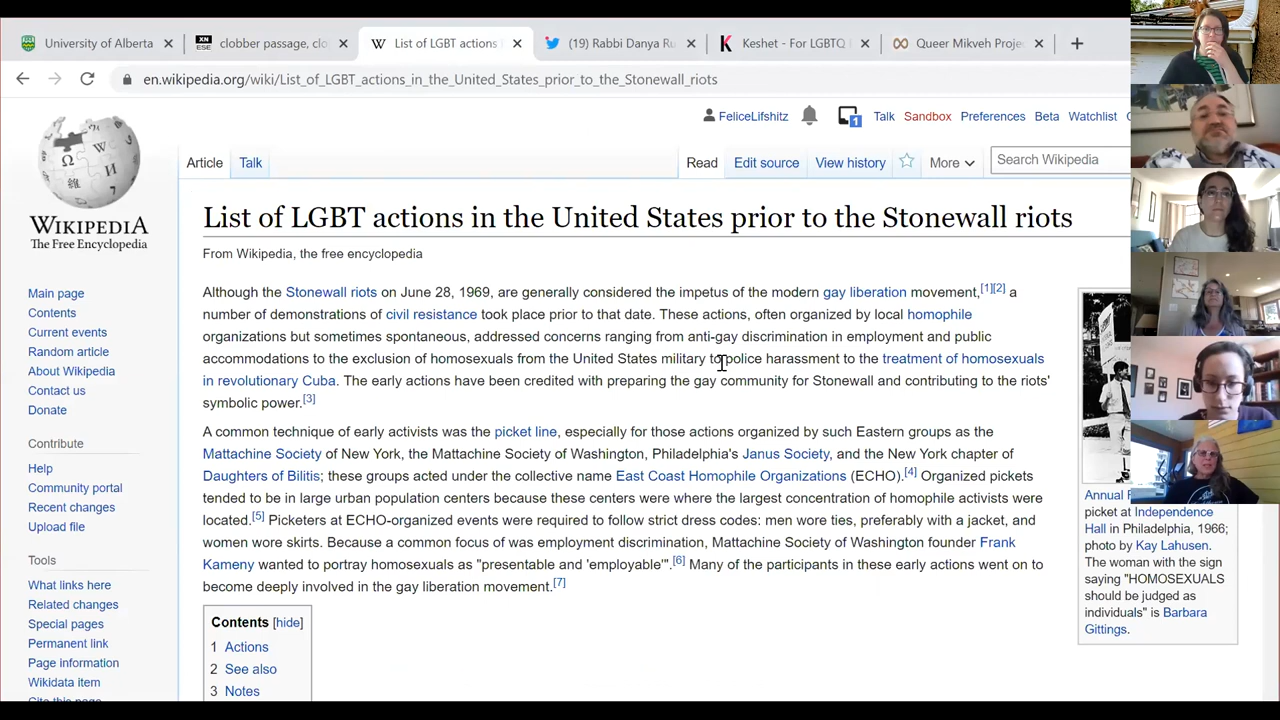 University of Alberta
clobber passage, clo
List of LGBT actions
(19) Rabbi Danya Ru
Keshet - For LGBTQ
Queer Mikveh Projec
en.wikipedia.org/wiki/List_of_LGBT_actions_in_the_United_States_prior_to_the_Stonewall_riots
FeliceLifshitz 1 Talk Sandbox Preferences Beta Watchlist
Article Talk Read Edit source View history More Search Wikipedia
WIKIPEDIA
The Free Encyclopedia
Main page
Contents
Current events
Random article
About Wikipedia
Contact us
Donate
Contribute
Help
Community portal
Recent changes
Upload file
Tools
What links here
Related changes
Special pages
Permanent link
Page information
Wikidata item
Cite this page
List of LGBT actions in the United States prior to the Stonewall riots
From Wikipedia, the free encyclopedia
Although the Stonewall riots on June 28, 1969, are generally considered the impetus of the modern gay liberation movement,[1][2] a
number of demonstrations of civil resistance took place prior to that date. These actions, often organized by local homophile
organizations but sometimes spontaneous, addressed concerns ranging from anti-gay discrimination in employment and public
accommodations to the exclusion of homosexuals from the United States military to police harassment to the treatment of homosexuals
in revolutionary Cuba. The early actions have been credited with preparing the gay community for Stonewall and contributing to the riots'
symbolic power.[3]
A common technique of early activists was the picket line, especially for those actions organized by such Eastern groups as the
Mattachine Society of New York, the Mattachine Society of Washington, Philadelphia's Janus Society, and the New York chapter of
Daughters of Bilitis; these groups acted under the collective name East Coast Homophile Organizations (ECHO).[4] Organized pickets
tended to be in large urban population centers because these centers were where the largest concentration of homophile activists were
located.[5] Picketers at ECHO-organized events were required to follow strict dress codes: men wore ties, preferably with a jacket, and
women wore skirts. Because a common focus of was employment discrimination, Mattachine Society of Washington founder Frank
Kameny wanted to portray homosexuals as "presentable and 'employable'".[6] Many of the participants in these early actions went on to
become deeply involved in the gay liberation movement.[7]
Contents [hide]
1 Actions
2 See also
3 Notes
Annual
picket at Independence
Hall in Philadelphia, 1966;
photo by Kay Lahusen.
The woman with the sign
saying "HOMOSEXUALS
should be judged as
individuals" is Barbara
Gittings.